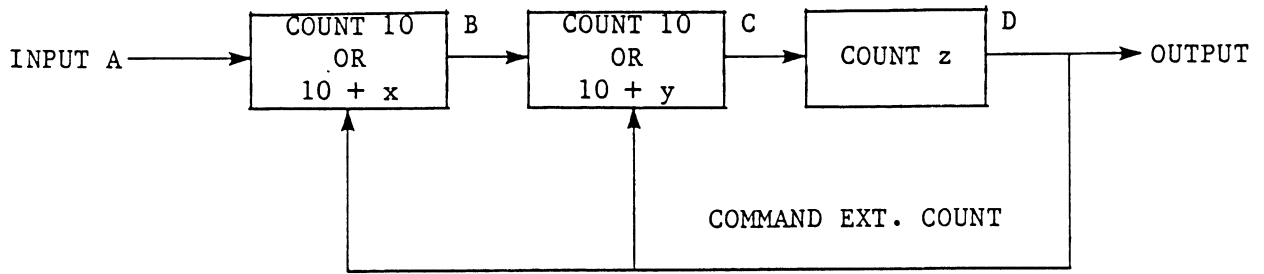 INPUT A
COUNT 10
OR
10 + x
B
COUNT 10
OR
10 + y
C
COUNT z
D
OUTPUT
COMMAND EXT. COUNT